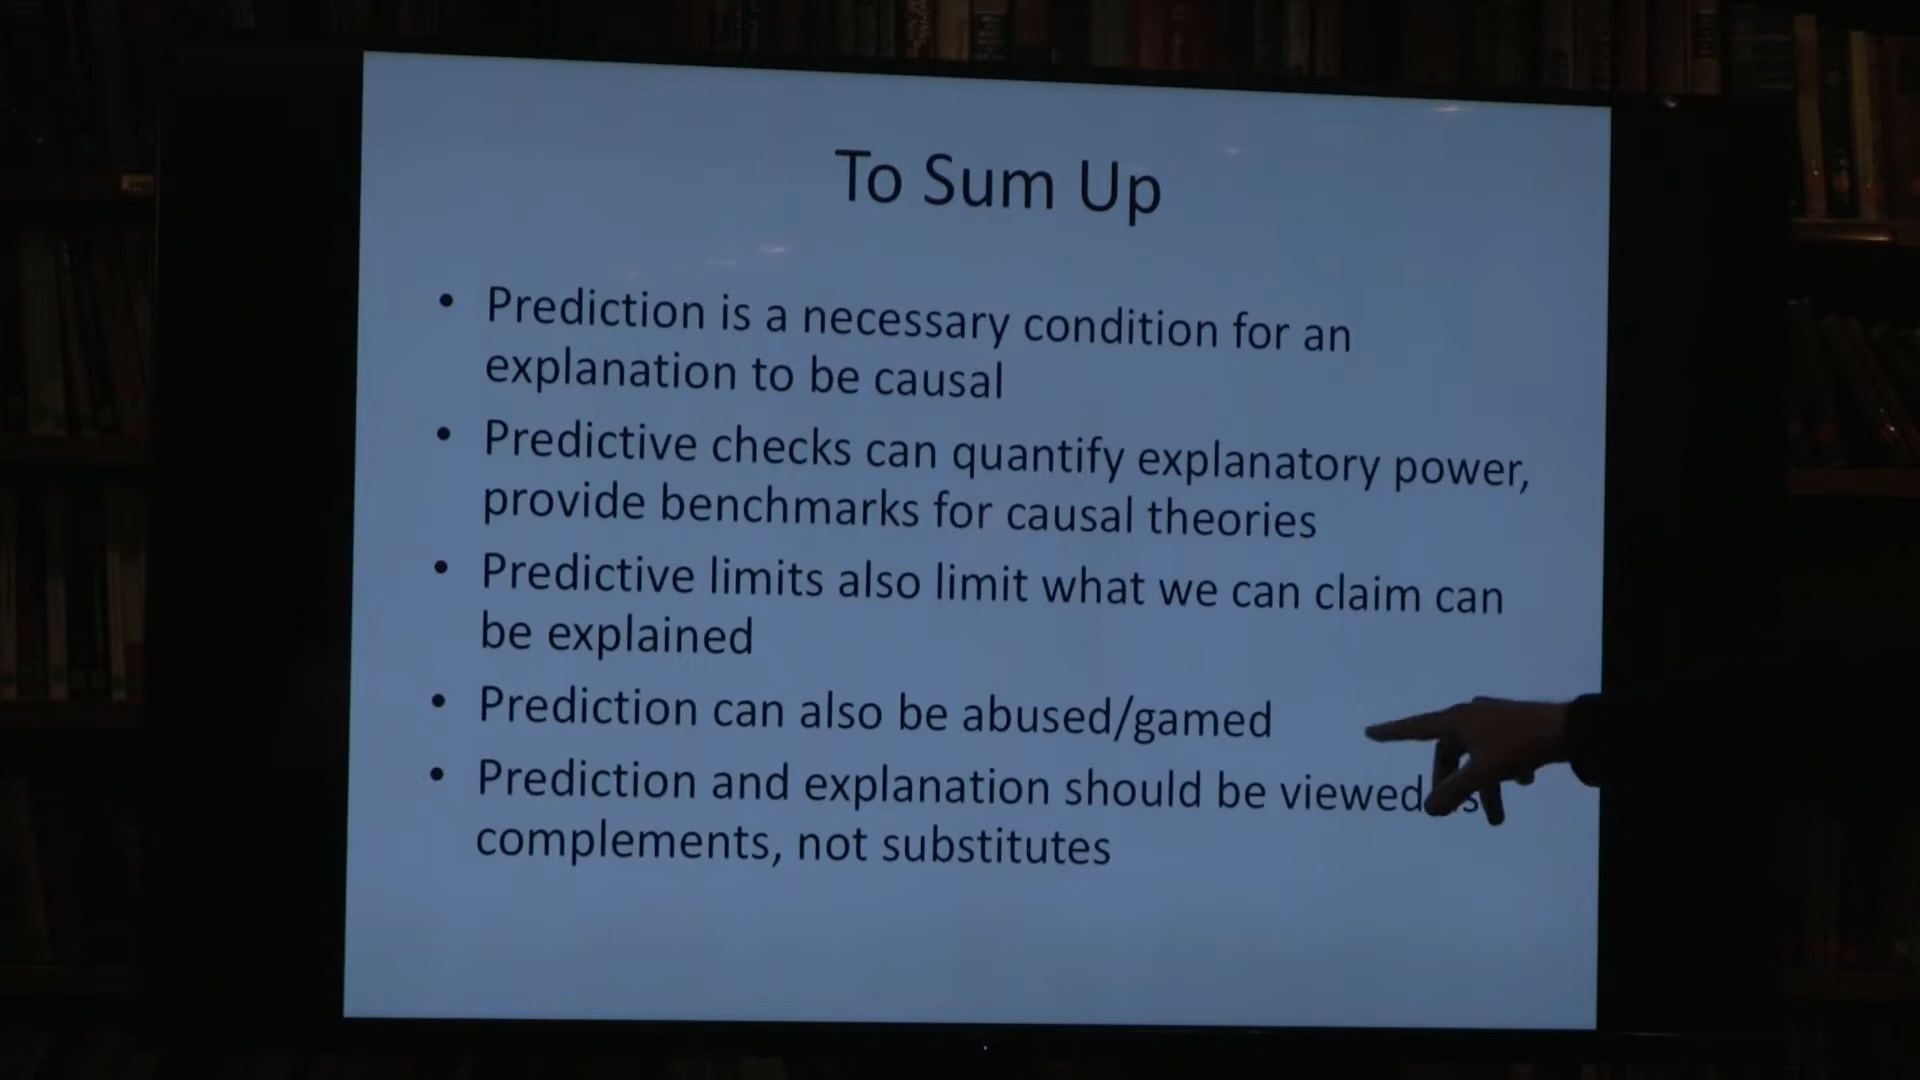 To Sum Up
• Prediction is a necessary condition for an
explanation to be causal
• Predictive checks can quantify explanatory power,
provide benchmarks for causal theories
• Predictive limits also limit what we can claim can
be explained
• Prediction can also be abused/gamed
• Prediction and explanation should be viewed
complements, not substitutes